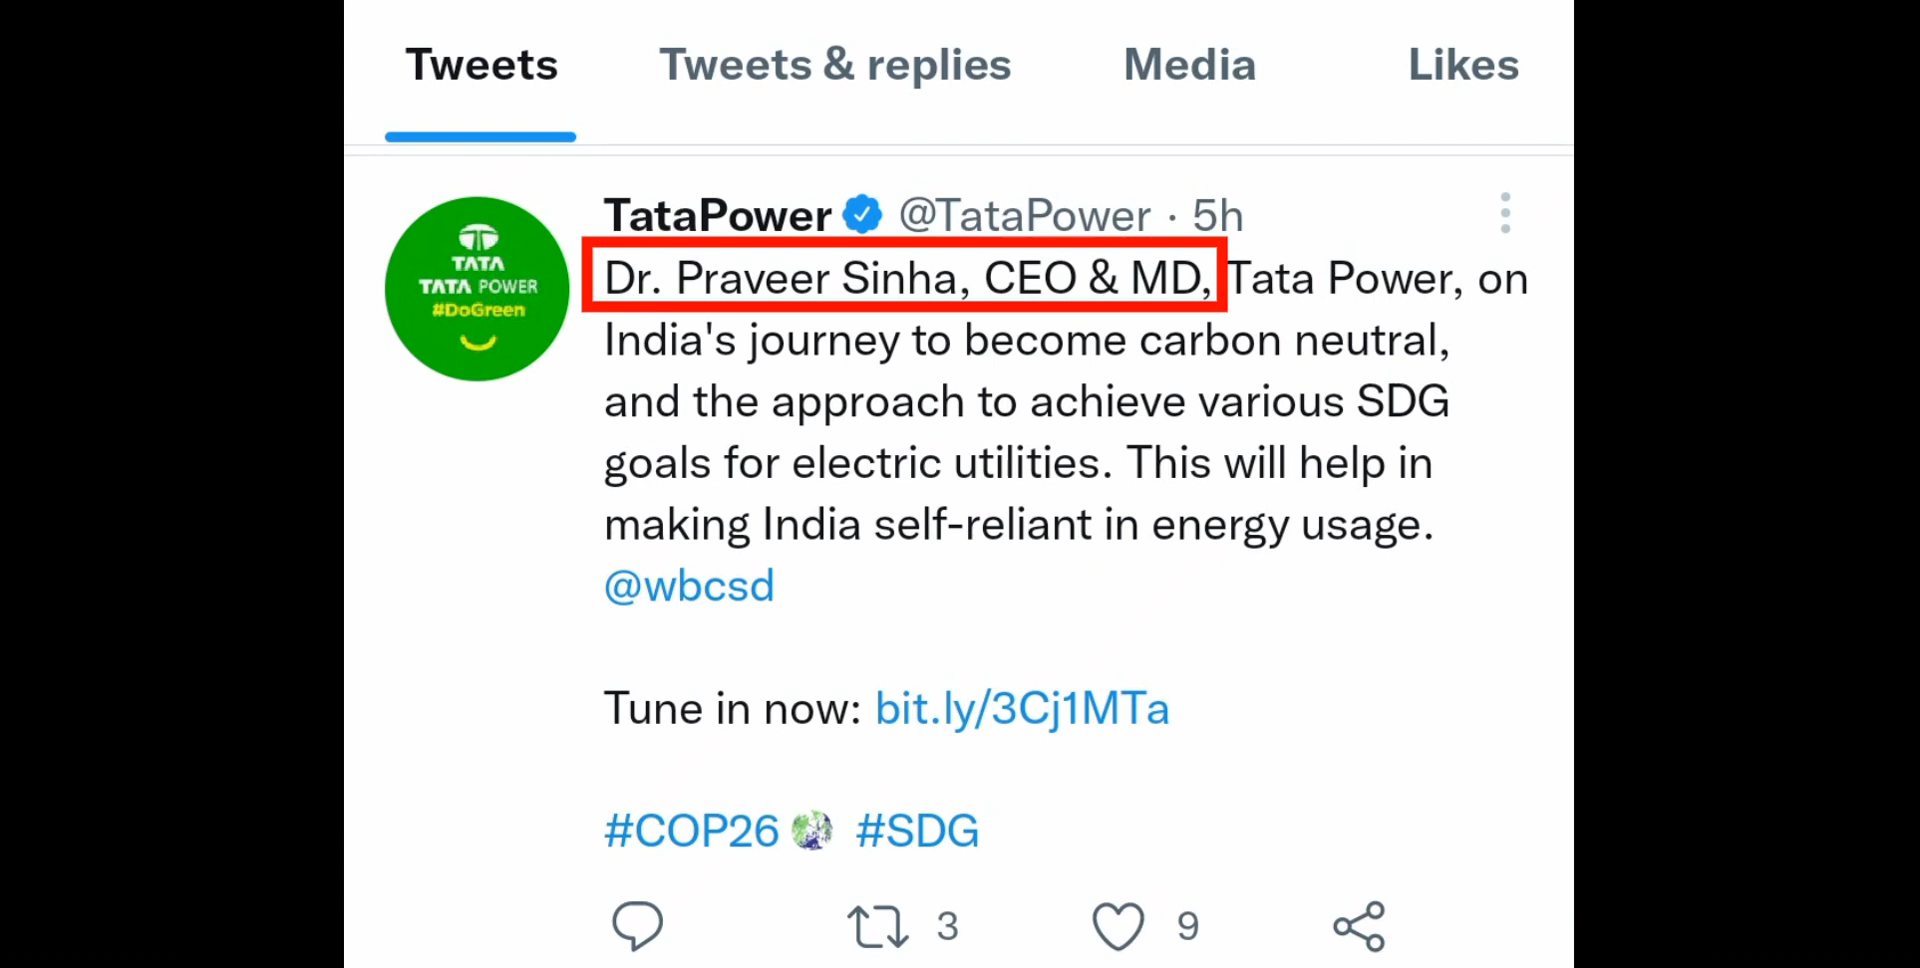 Tweets Tweets & replies Media Likes
TataPower @TataPower · 5h
TATA
TATA POWER
#DoGreen
Dr. Praveer Sinha, CEO & MD, Tata Power, on
India's journey to become carbon neutral,
and the approach to achieve various SDG
goals for electric utilities. This will help in
making India self-reliant in energy usage.
@wbcsd
Tune in now: bit.ly/3Cj1MTa
#COP26 #SDG
3 9